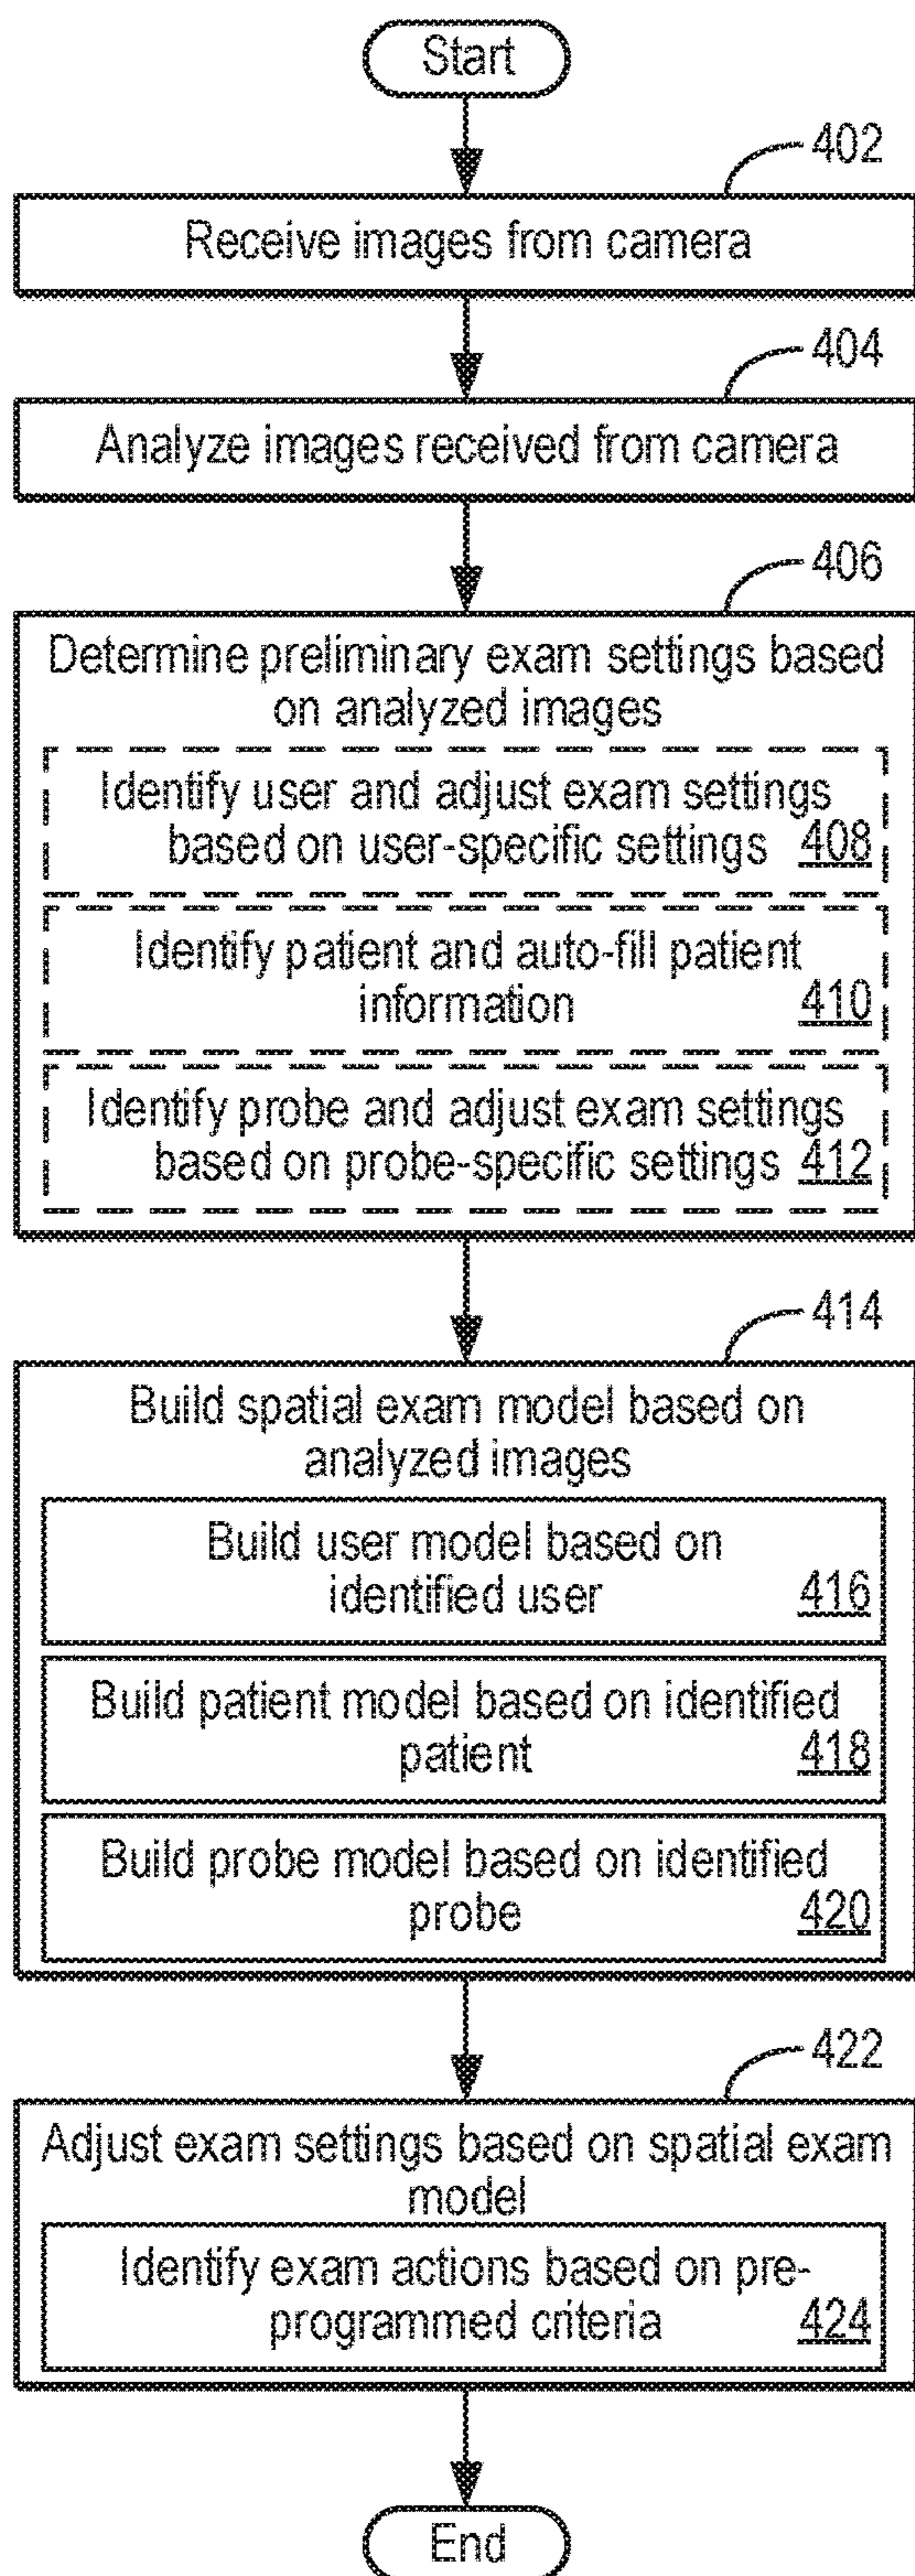 Start
402
Receive images from camera
404
Analyze images received from camera
406
Determine preliminary exam settings based
on analyzed images
Identify user and adjust exam settings
based on user-specific settings 408
Identify patient and auto-fill patient
information 410
Identify probe and adjust exam settings
based on probe-specific settings 412
414
Build spatial exam model based on
analyzed images
Build user model based on
identified user 416
Build patient model based on identified
patient 418
Build probe model based on identified
probe 420
422
Adjust exam settings based on spatial exam
model
Identify exam actions based on pre-
programmed criteria 424
End